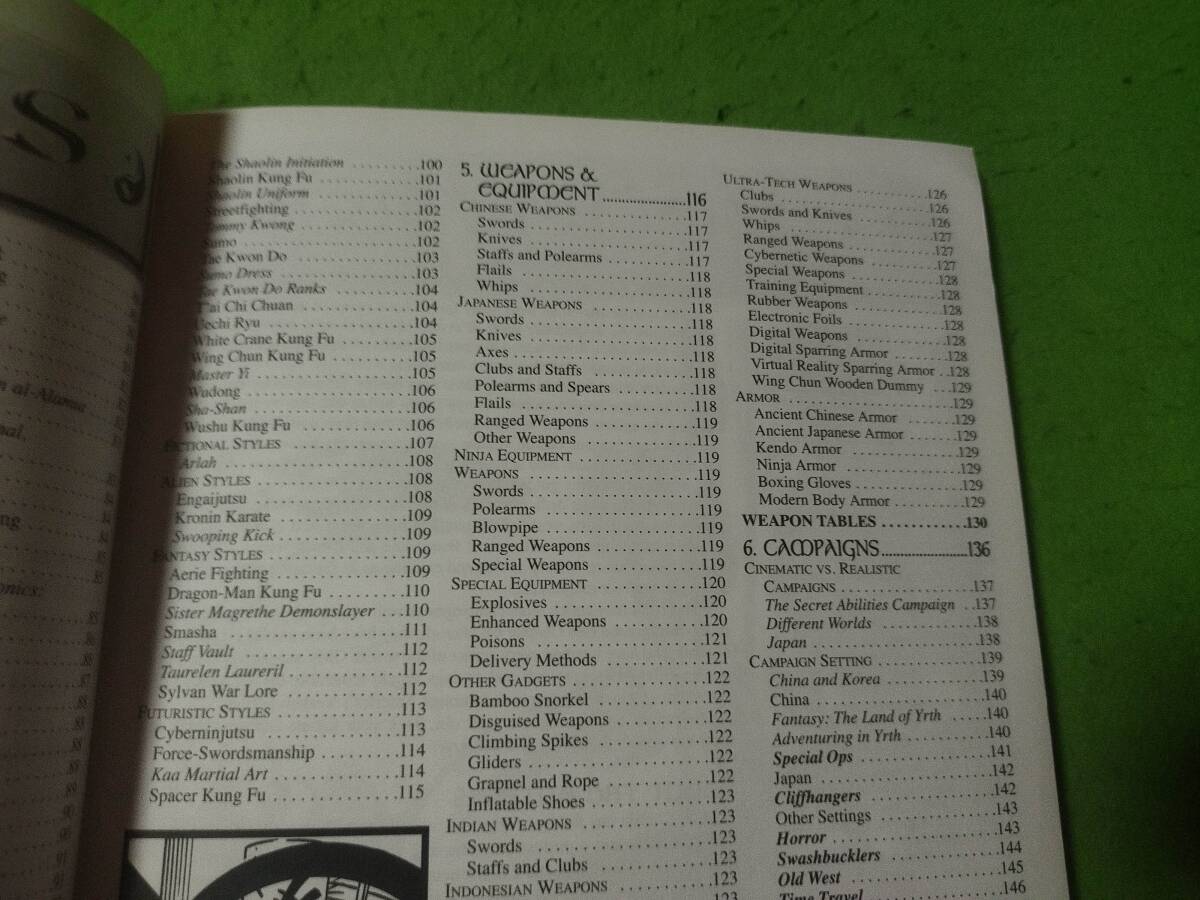 S
The Shaolin Initiation ........100
Shaolin Kung Fu ............101
Shaolin Uniform ............101
Streetfighting ..............102
Tommy Kwong .............102
Sumo ....................102
Tae Kwon Do ..............103
Sumo Dress ................103
Tae Kwon Do Ranks .........104
T'ai Chi Chuan .............104
Uechi Ryu .................104
White Crane Kung Fu ........105
Wing Chun Kung Fu .........105
Master Yi ..................105
Wudong ...................106
Sha-Shan ..................106
Wushu Kung Fu ............106
FICTIONAL STYLES ............107
Arlah .....................108
ALIEN STYLES ................108
Engaijutsu .................108
Kronin Karate ..............109
Swooping Kick .............109
FANTASY STYLES ..............109
Aerie Fighting ..............109
Dragon-Man Kung Fu ........110
Sister Magrethe Demonslayer ...110
Smasha ...................111
Staff Vault .................112
Taurelen Laureril ............112
Sylvan War Lore ............112
FUTURISTIC STYLES ............113
Cyberninjutsu ..............113
Force-Swordsmanship ........114
Kaa Martial Art .............114
Spacer Kung Fu .............115
5. WEAPONS &
EQUIPMENT ......................116
CHINESE WEAPONS ............117
Swords ...................117
Knives ....................117
Staffs and Polearms ..........117
Flails .....................118
Whips ....................118
JAPANESE WEAPONS ...........118
Swords ...................118
Knives ....................118
Axes .....................118
Clubs and Staffs ............118
Polearms and Spears .........118
Flails .....................118
Ranged Weapons ............119
Other Weapons .............119
NINJA EQUIPMENT ............119
WEAPONS ...................119
Swords ...................119
Polearms ..................119
Blowpipe .................119
Ranged Weapons ............119
Special Weapons ............119
SPECIAL EQUIPMENT ..........120
Explosives ................120
Enhanced Weapons ..........120
Poisons ...................121
Delivery Methods ...........121
OTHER GADGETS .............122
Bamboo Snorkel ............122
Disguised Weapons ..........122
Climbing Spikes ............122
Gliders ...................122
Grapnel and Rope ...........122
Inflatable Shoes ............123
INDIAN WEAPONS ............123
Swords ...................123
Staffs and Clubs ............123
INDONESIAN WEAPONS .........123
123
ULTRA-TECH WEAPONS .........126
Clubs ....................126
Swords and Knives ...........126
Whips ....................127
Ranged Weapons ............127
Cybernetic Weapons .........127
Special Weapons ............128
Training Equipment ..........128
Rubber Weapons ............128
Electronic Foils .............128
Digital Weapons ............128
Digital Sparring Armor .......128
Virtual Reality Sparring Armor ..128
Wing Chun Wooden Dummy ...129
ARMOR .....................129
Ancient Chinese Armor .......129
Ancient Japanese Armor .......129
Kendo Armor ..............129
Ninja Armor ...............129
Boxing Gloves ..............129
Modern Body Armor .........129
WEAPON TABLES ...........130
6. CAMPAIGNS......................136
CINEMATIC VS. REALISTIC
CAMPAIGNS ................137
The Secret Abilities Campaign ..137
Different Worlds ............138
Japan .....................138
CAMPAIGN SETTING ...........139
China and Korea ............139
China .....................140
Fantasy: The Land of Yrth .....140
Adventuring in Yrth ..........140
Special Ops ................141
Japan .....................142
Cliffhangers ...............142
Other Settings ..............143
Horror ....................143
Swashbucklers ..............144
Old West ..................145
Time Travel ................146